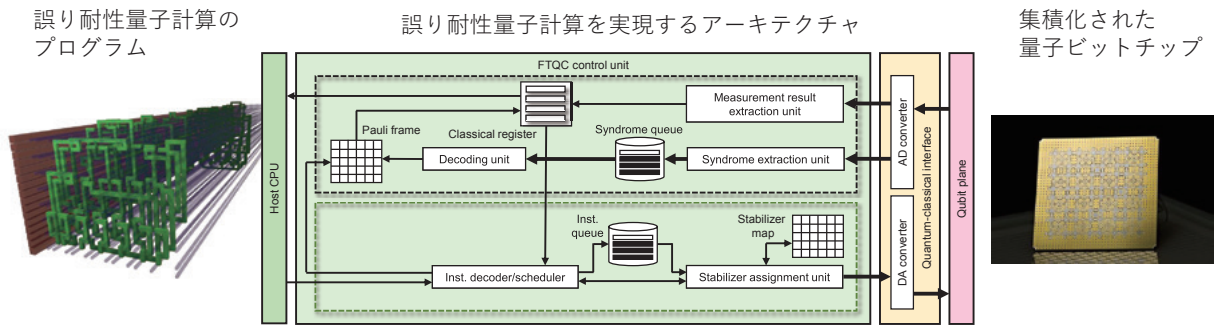 誤り耐性量子計算の
プログラム
誤り耐性量子計算を実現するアーキテクチャ
集積化された
量子ビットチップ
FTQC control unit
Host CPU
Measurement result
extraction unit
Pauli frame
Classical register
Syndrome queue
Decoding unit
Syndrome extraction unit
AD converter
Quantum-classical interface
Qubit plane
Inst.
queue
Stabilizer
map
Inst. decoder/scheduler
Stabilizer assignment unit
DA converter